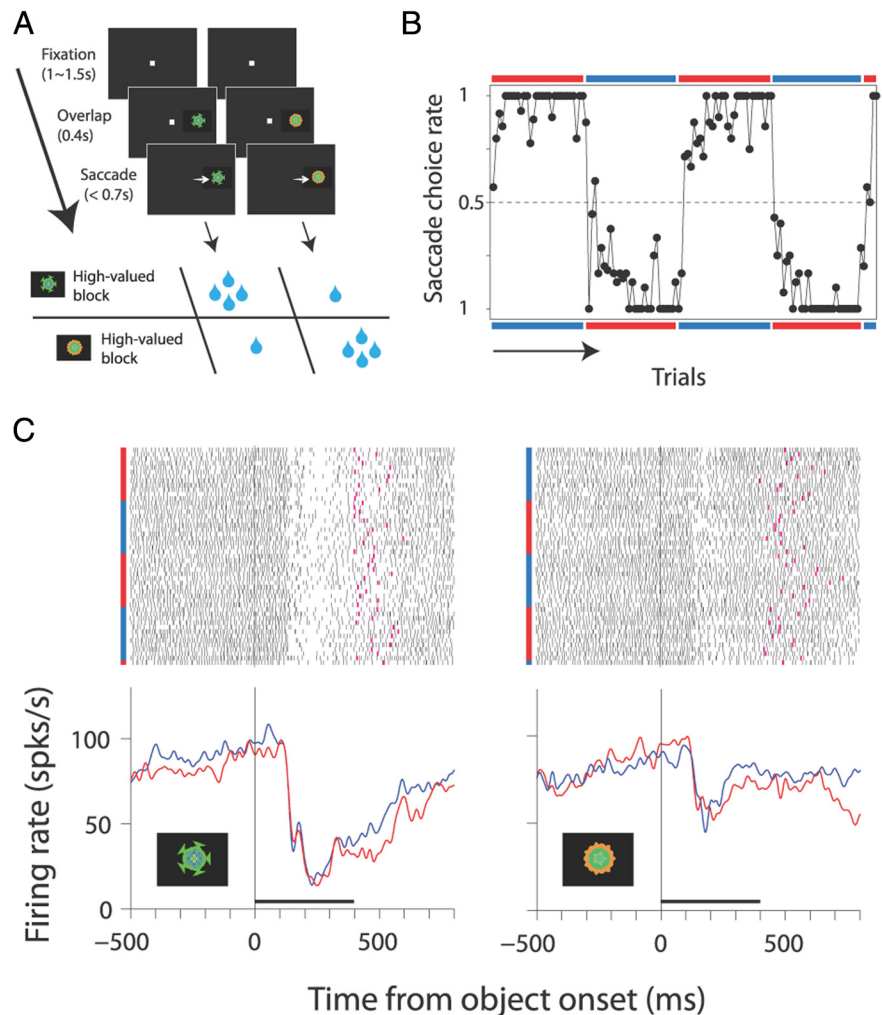 A
Fixation
(1~1.5s)
Overlap
(0.4s)
Saccade
(< 0.7s)
High-valued
block
High-valued
block
B
Saccade choice rate
1
0.5
1
Trials
C
Firing rate (spks/s)
100
50
0
−500
0
500
−500
0
500
Time from object onset (ms)